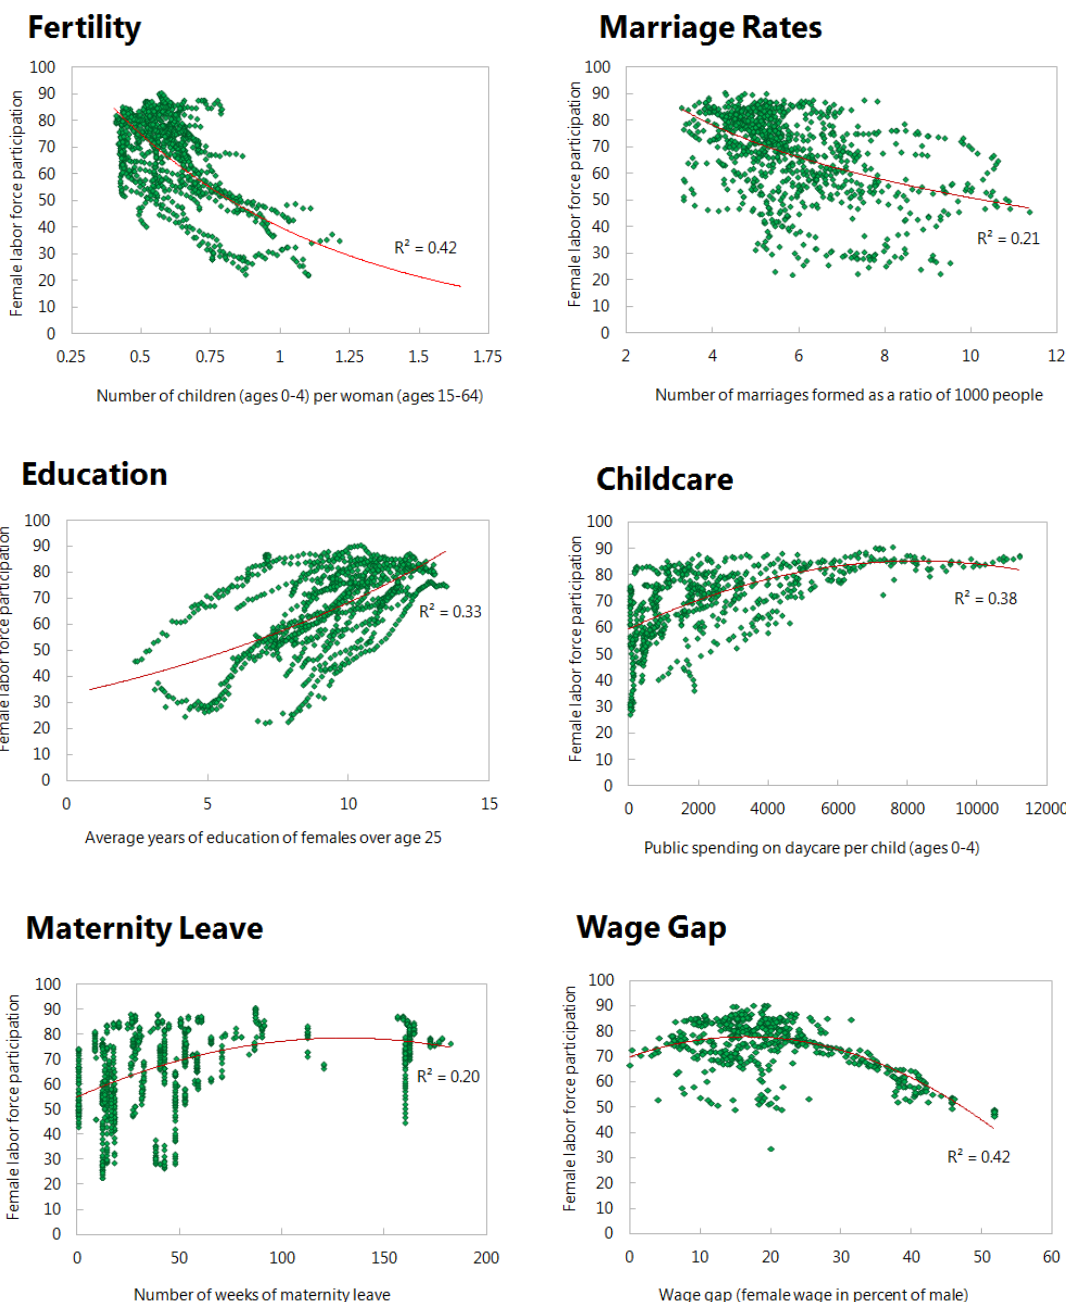 Fertility
Female labor force participation
100
90
80
70
60
50
40
30
20
10
0
0.25 0.5 0.75 1 1.25 1.5 1.75
R² = 0.42
Number of children (ages 0-4) per woman (ages 15-64)
Marriage Rates
Female labor force participation
100
90
80
70
60
50
40
30
20
10
0
2 4 6 8 10 12
R² = 0.21
Number of marriages formed as a ratio of 1000 people
Education
Female labor force participation
100
90
80
70
60
50
40
30
20
10
0
0 5 10 15
R² = 0.33
Average years of education of females over age 25
Childcare
Female labor force participation
100
90
80
70
60
50
40
30
20
10
0
0 2000 4000 6000 8000 10000 12000
R² = 0.38
Public spending on daycare per child (ages 0-4)
Maternity Leave
Female labor force participation
100
90
80
70
60
50
40
30
20
10
0
0 50 100 150 200
R² = 0.20
Number of weeks of maternity leave
Wage Gap
Female labor force participation
100
90
80
70
60
50
40
30
20
10
0
0 10 20 30 40 50 60
R² = 0.42
Wage gap (female wage in percent of male)